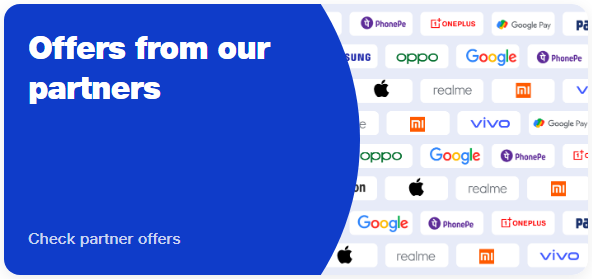 Offers from our
partners
Check partner offers
PhonePe ONEPLUS Google Pay
oppo Google PhonePe
realme mi
mi vivo Google Pay
oppo Google PhonePe
realme mi
Google PhonePe ONEPLUS
realme mi vivo